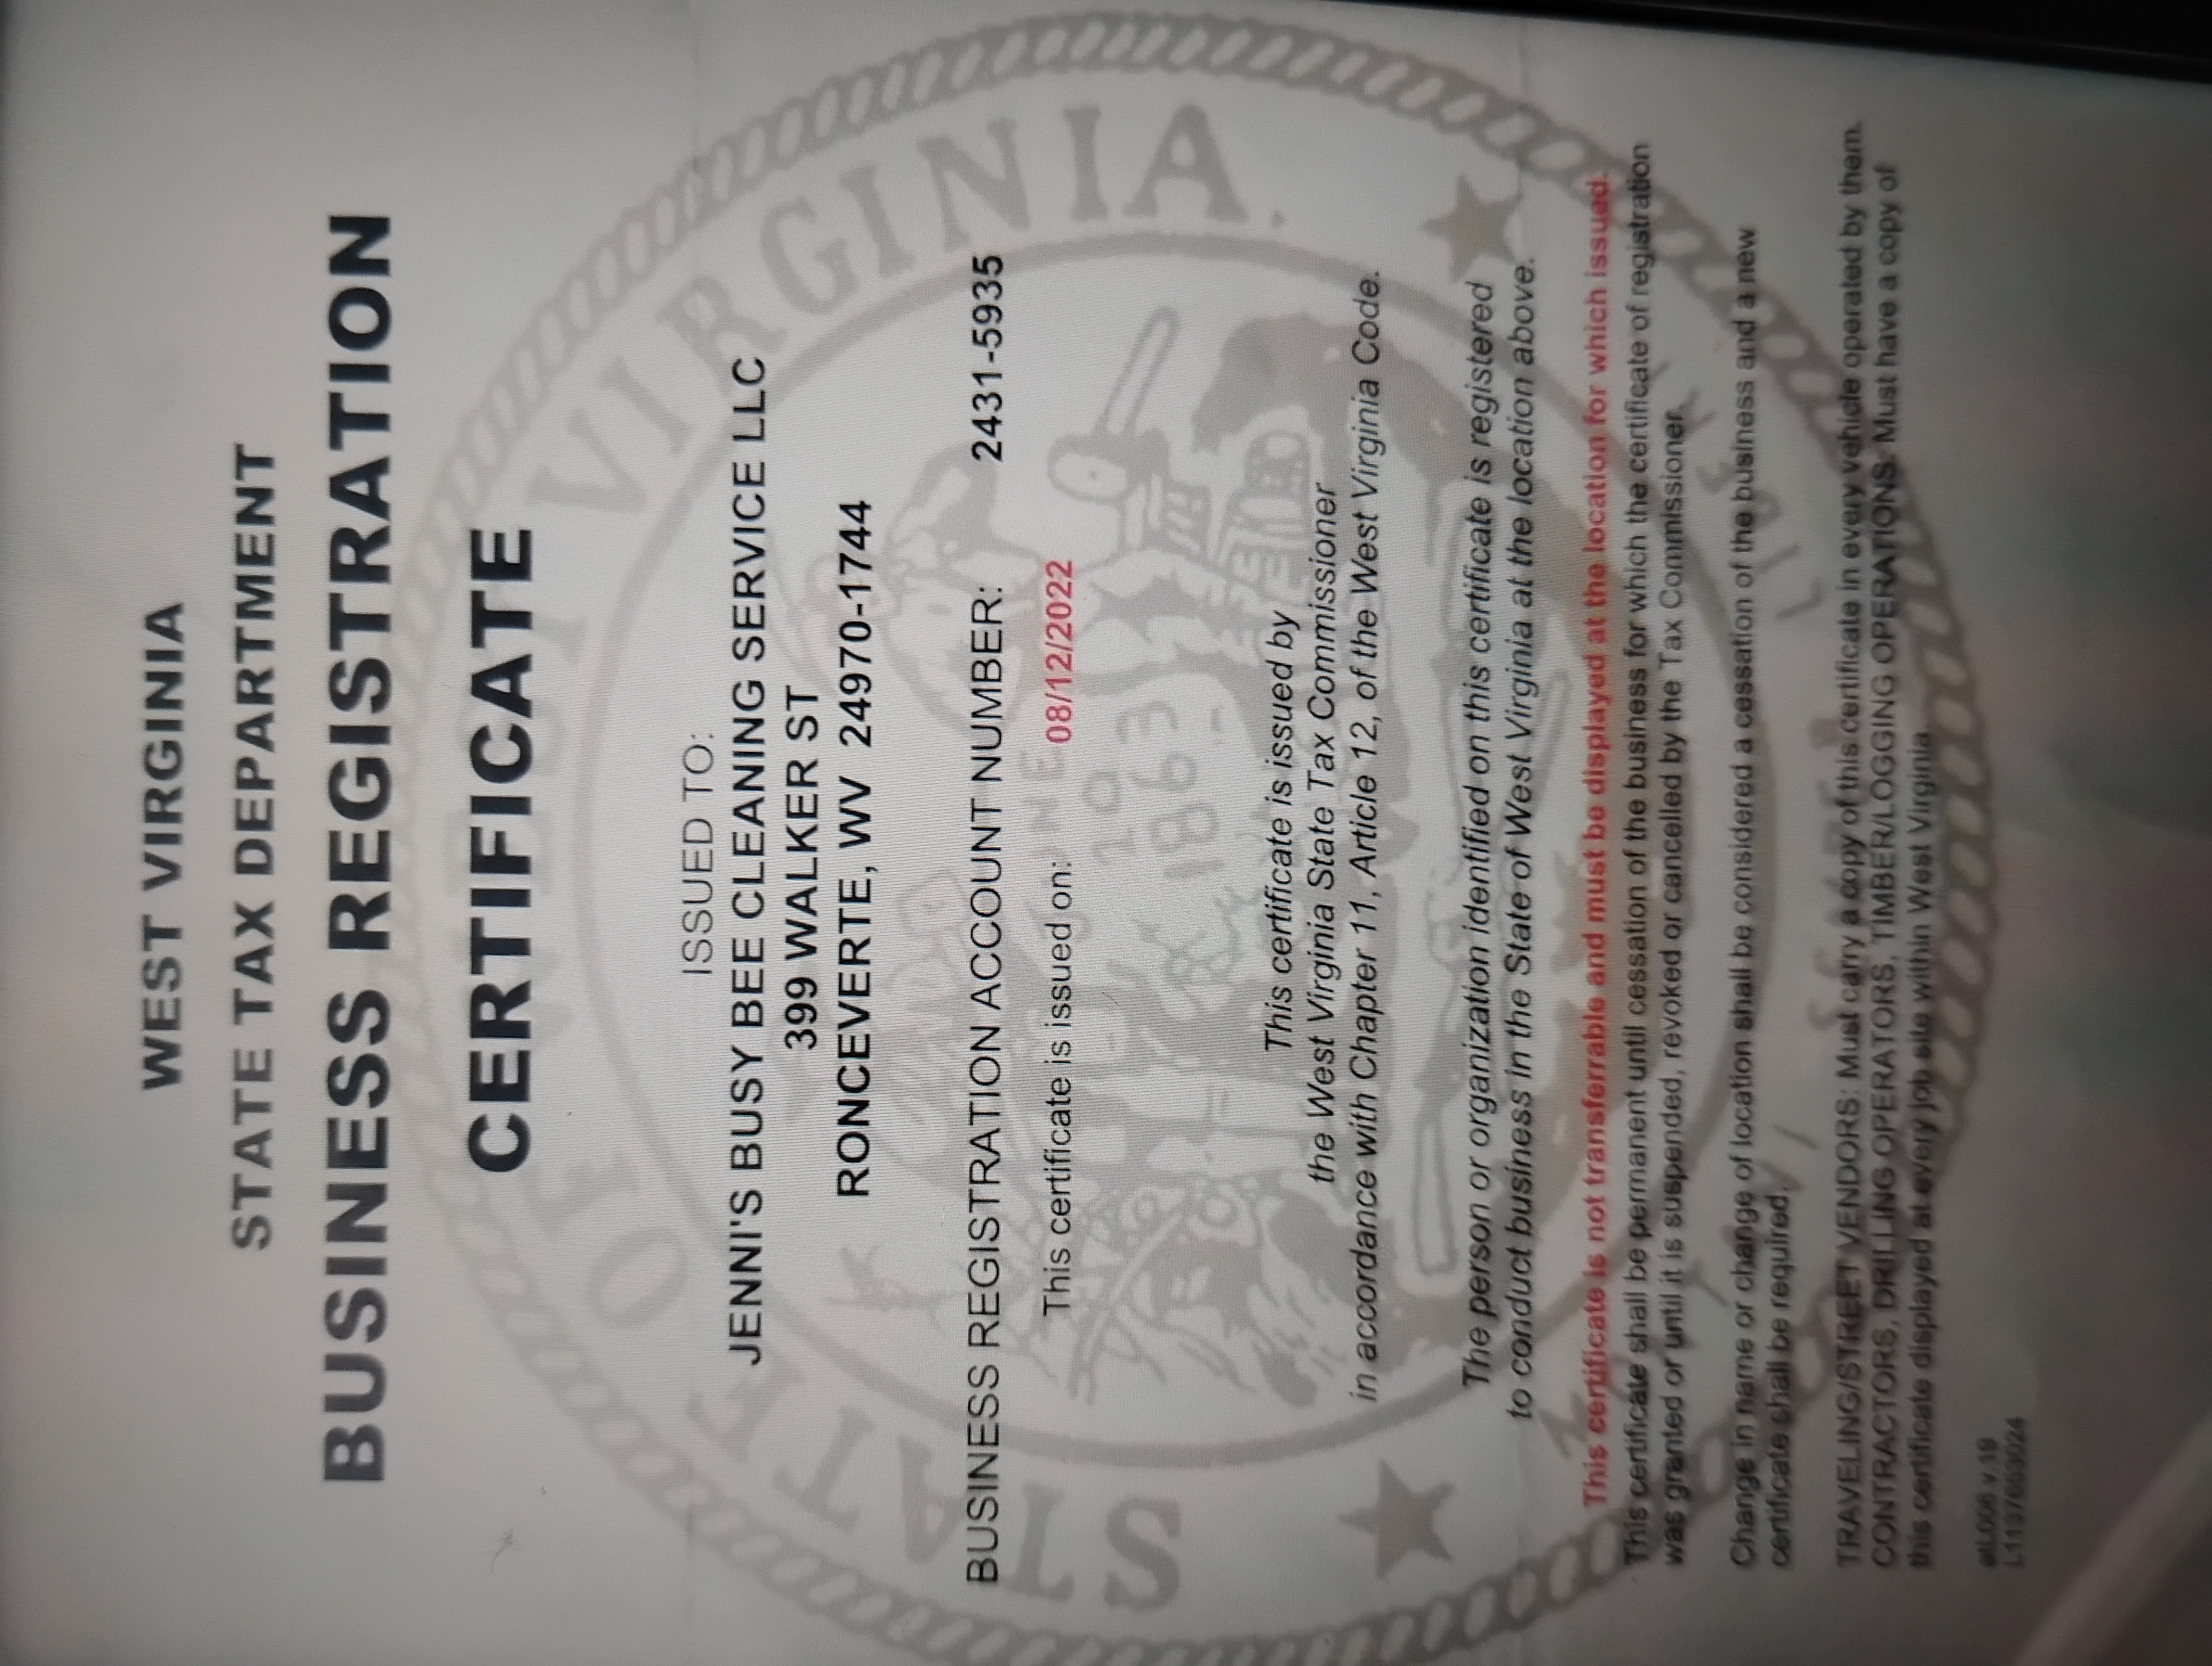 WEST VIRGINIA
STATE TAX DEPARTMENT
BUSINESS REGISTRATION
CERTIFICATE
ISSUED TO:
JENNI'S BUSY BEE CLEANING SERVICE LLC
399 WALKER ST
RONCEVERTE, WV 24970-1744
BUSINESS REGISTRATION ACCOUNT NUMBER: 2431-5935
This certificate is issued on: 08/12/2022
This certificate is issued by
the West Virginia State Tax Commissioner
in accordance with Chapter 11, Article 12, of the West Virginia Code.
The person or organization identified on this certificate is registered
to conduct business in the State of West Virginia at the location above.
This certificate is not transferrable and must be displayed at the location for which issued.
This certificate shall be permanent until cessation of the business for which the certificate of registration
was granted or until it is suspended, revoked or cancelled by the Tax Commissioner.
Change in name or change of location shall be considered a cessation of the business and a new
certificate shall be required.
TRAVELING/STREET VENDORS: Must carry a copy of this certificate in every vehicle operated by them.
CONTRACTORS, DRILLING OPERATORS, TIMBER/LOGGING OPERATIONS: Must have a copy of
this certificate displayed at every job site within West Virginia.
atL006 v.19
STATE OF WEST VIRGINIA.
JUNE
20
1863